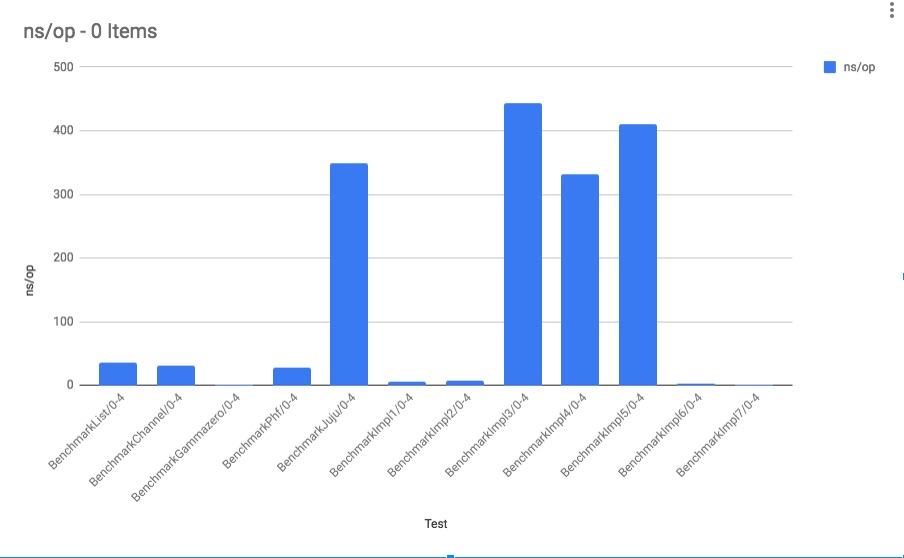 ns/op - 0 Items
500
400
300
200
100
0
ns/op
ns/op
BenchmarkList/0-4
BenchmarkChannel/0-4
BenchmarkGammazero/0-4
BenchmarkPhf/0-4
BenchmarkJuju/0-4
BenchmarkImpl1/0-4
BenchmarkImpl2/0-4
BenchmarkImpl3/0-4
BenchmarkImpl4/0-4
BenchmarkImpl5/0-4
BenchmarkImpl6/0-4
BenchmarkImpl7/0-4
Test